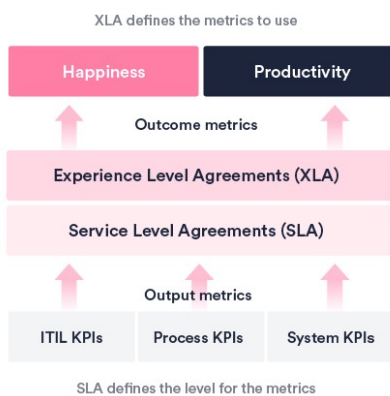 XLA defines the metrics to use
Happiness
Productivity
Outcome metrics
Experience Level Agreements (XLA)
Service Level Agreements (SLA)
Output metrics
ITIL KPIs
Process KPIs
System KPIs
SLA defines the level for the metrics